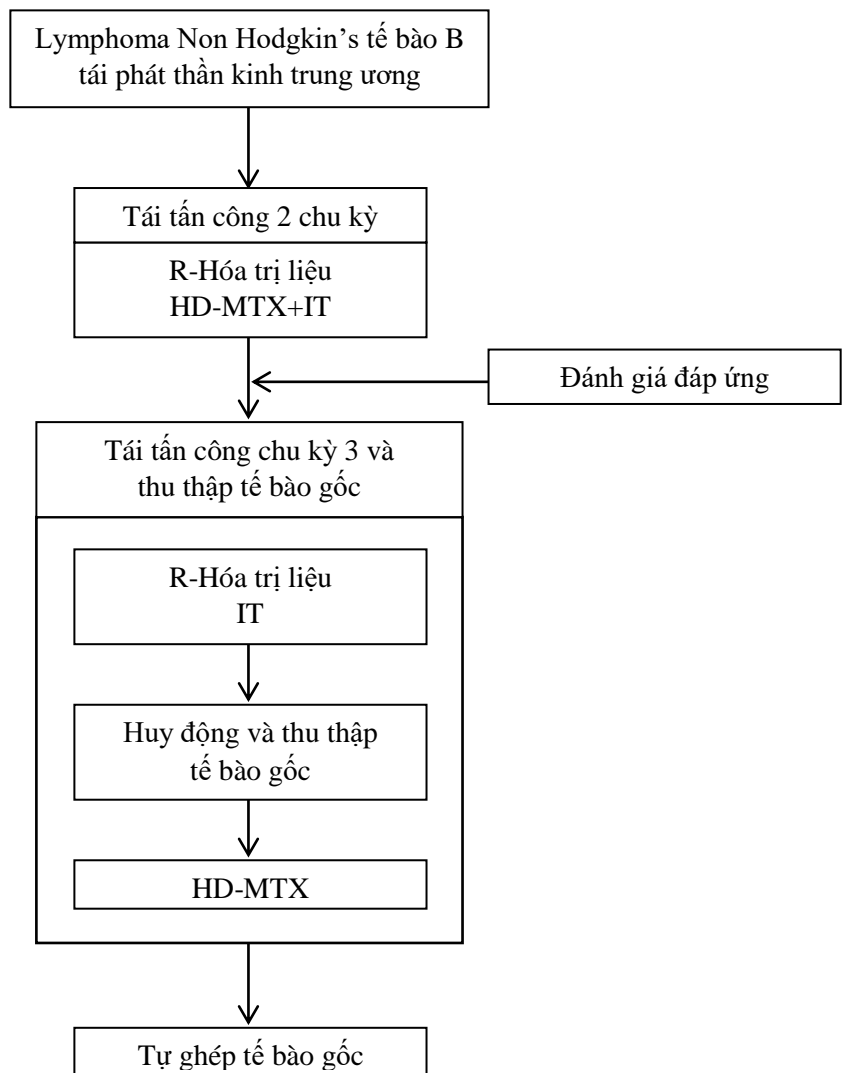 Lymphoma Non Hodgkin's tế bào B
tái phát thần kinh trung ương
Tái tấn công 2 chu kỳ
R-Hóa trị liệu
HD-MTX+IT
Đánh giá đáp ứng
Tái tấn công chu kỳ 3 và
thu thập tế bào gốc
R-Hóa trị liệu
IT
Huy động và thu thập
tế bào gốc
HD-MTX
Tự ghép tế bào gốc